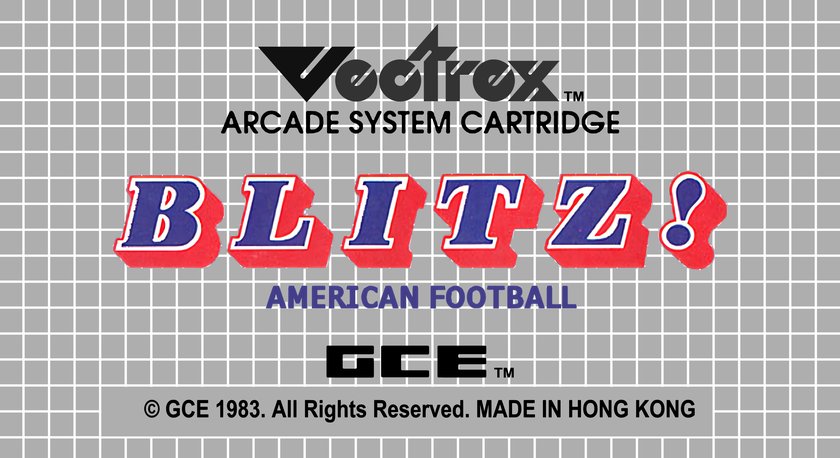 Vectrex™
ARCADE SYSTEM CARTRIDGE
BLITZ!
AMERICAN FOOTBALL
GCE™
© GCE 1983. All Rights Reserved. MADE IN HONG KONG